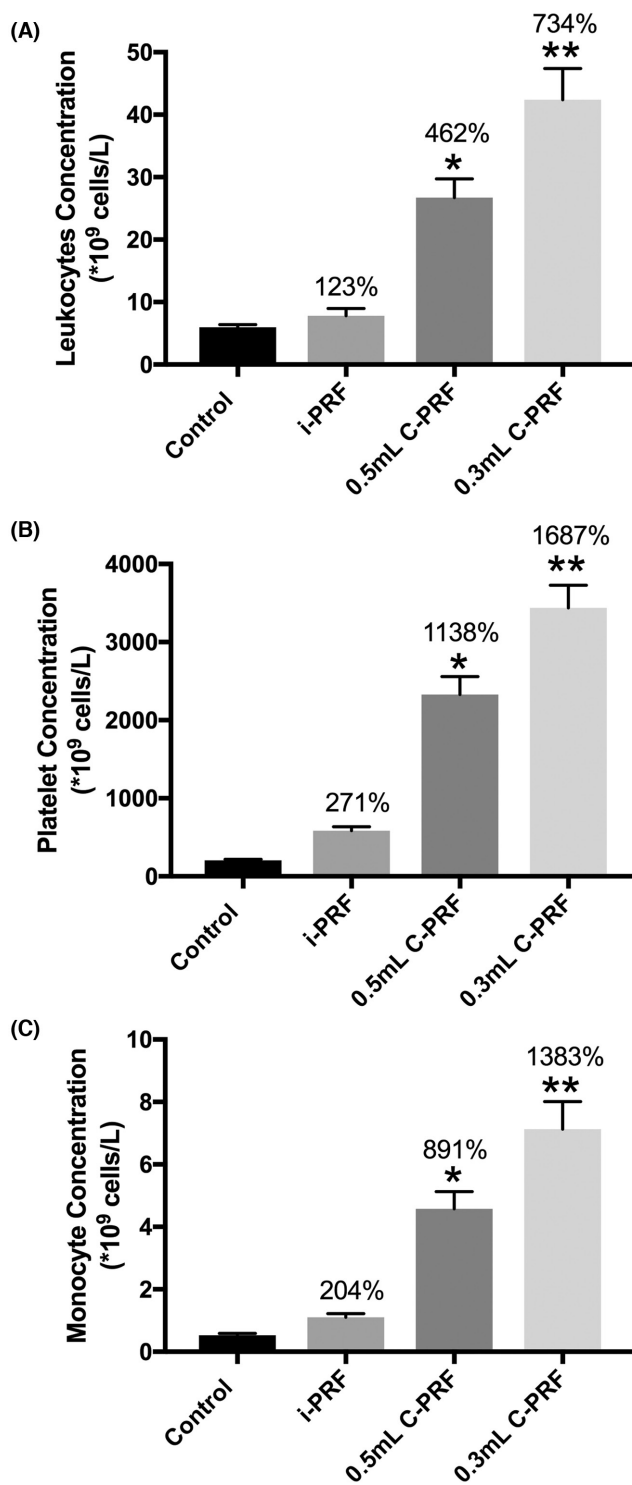 (A)
Leukocytes Concentration
(*10⁹ cells/L)
50
40
30
20
10
0
123%
462%
*
734%
**
Control
i-PRF
0.5mL C-PRF
0.3mL C-PRF
(B)
Platelet Concentration
(*10⁹ cells/L)
4000
3000
2000
1000
0
271%
1138%
*
1687%
**
Control
i-PRF
0.5mL C-PRF
0.3mL C-PRF
(C)
Monocyte Concentration
(*10⁹ cells/L)
10
8
6
4
2
0
204%
891%
*
1383%
**
Control
i-PRF
0.5mL C-PRF
0.3mL C-PRF